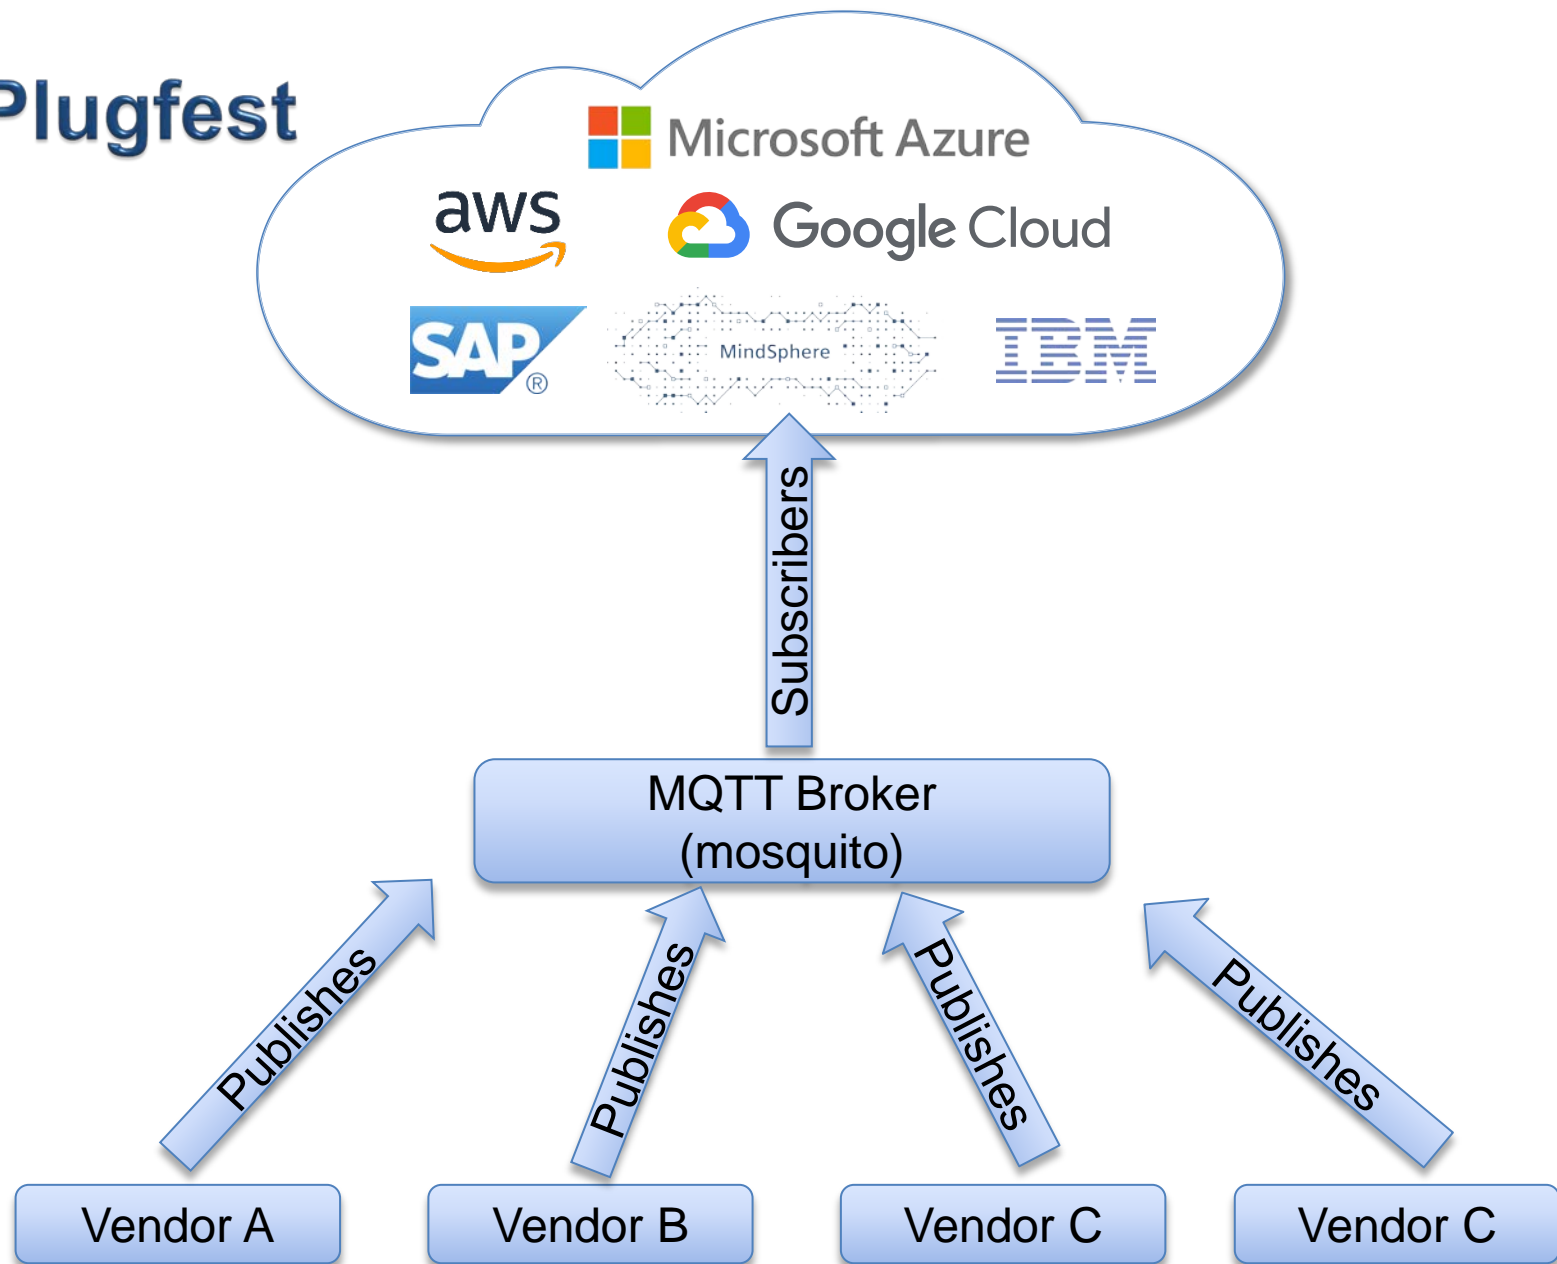 Plugfest
Microsoft Azure
aws
Google Cloud
SAP®
MindSphere
IBM
Subscribers
MQTT Broker
(mosquito)
Publishes
Publishes
Publishes
Publishes
Vendor A
Vendor B
Vendor C
Vendor C